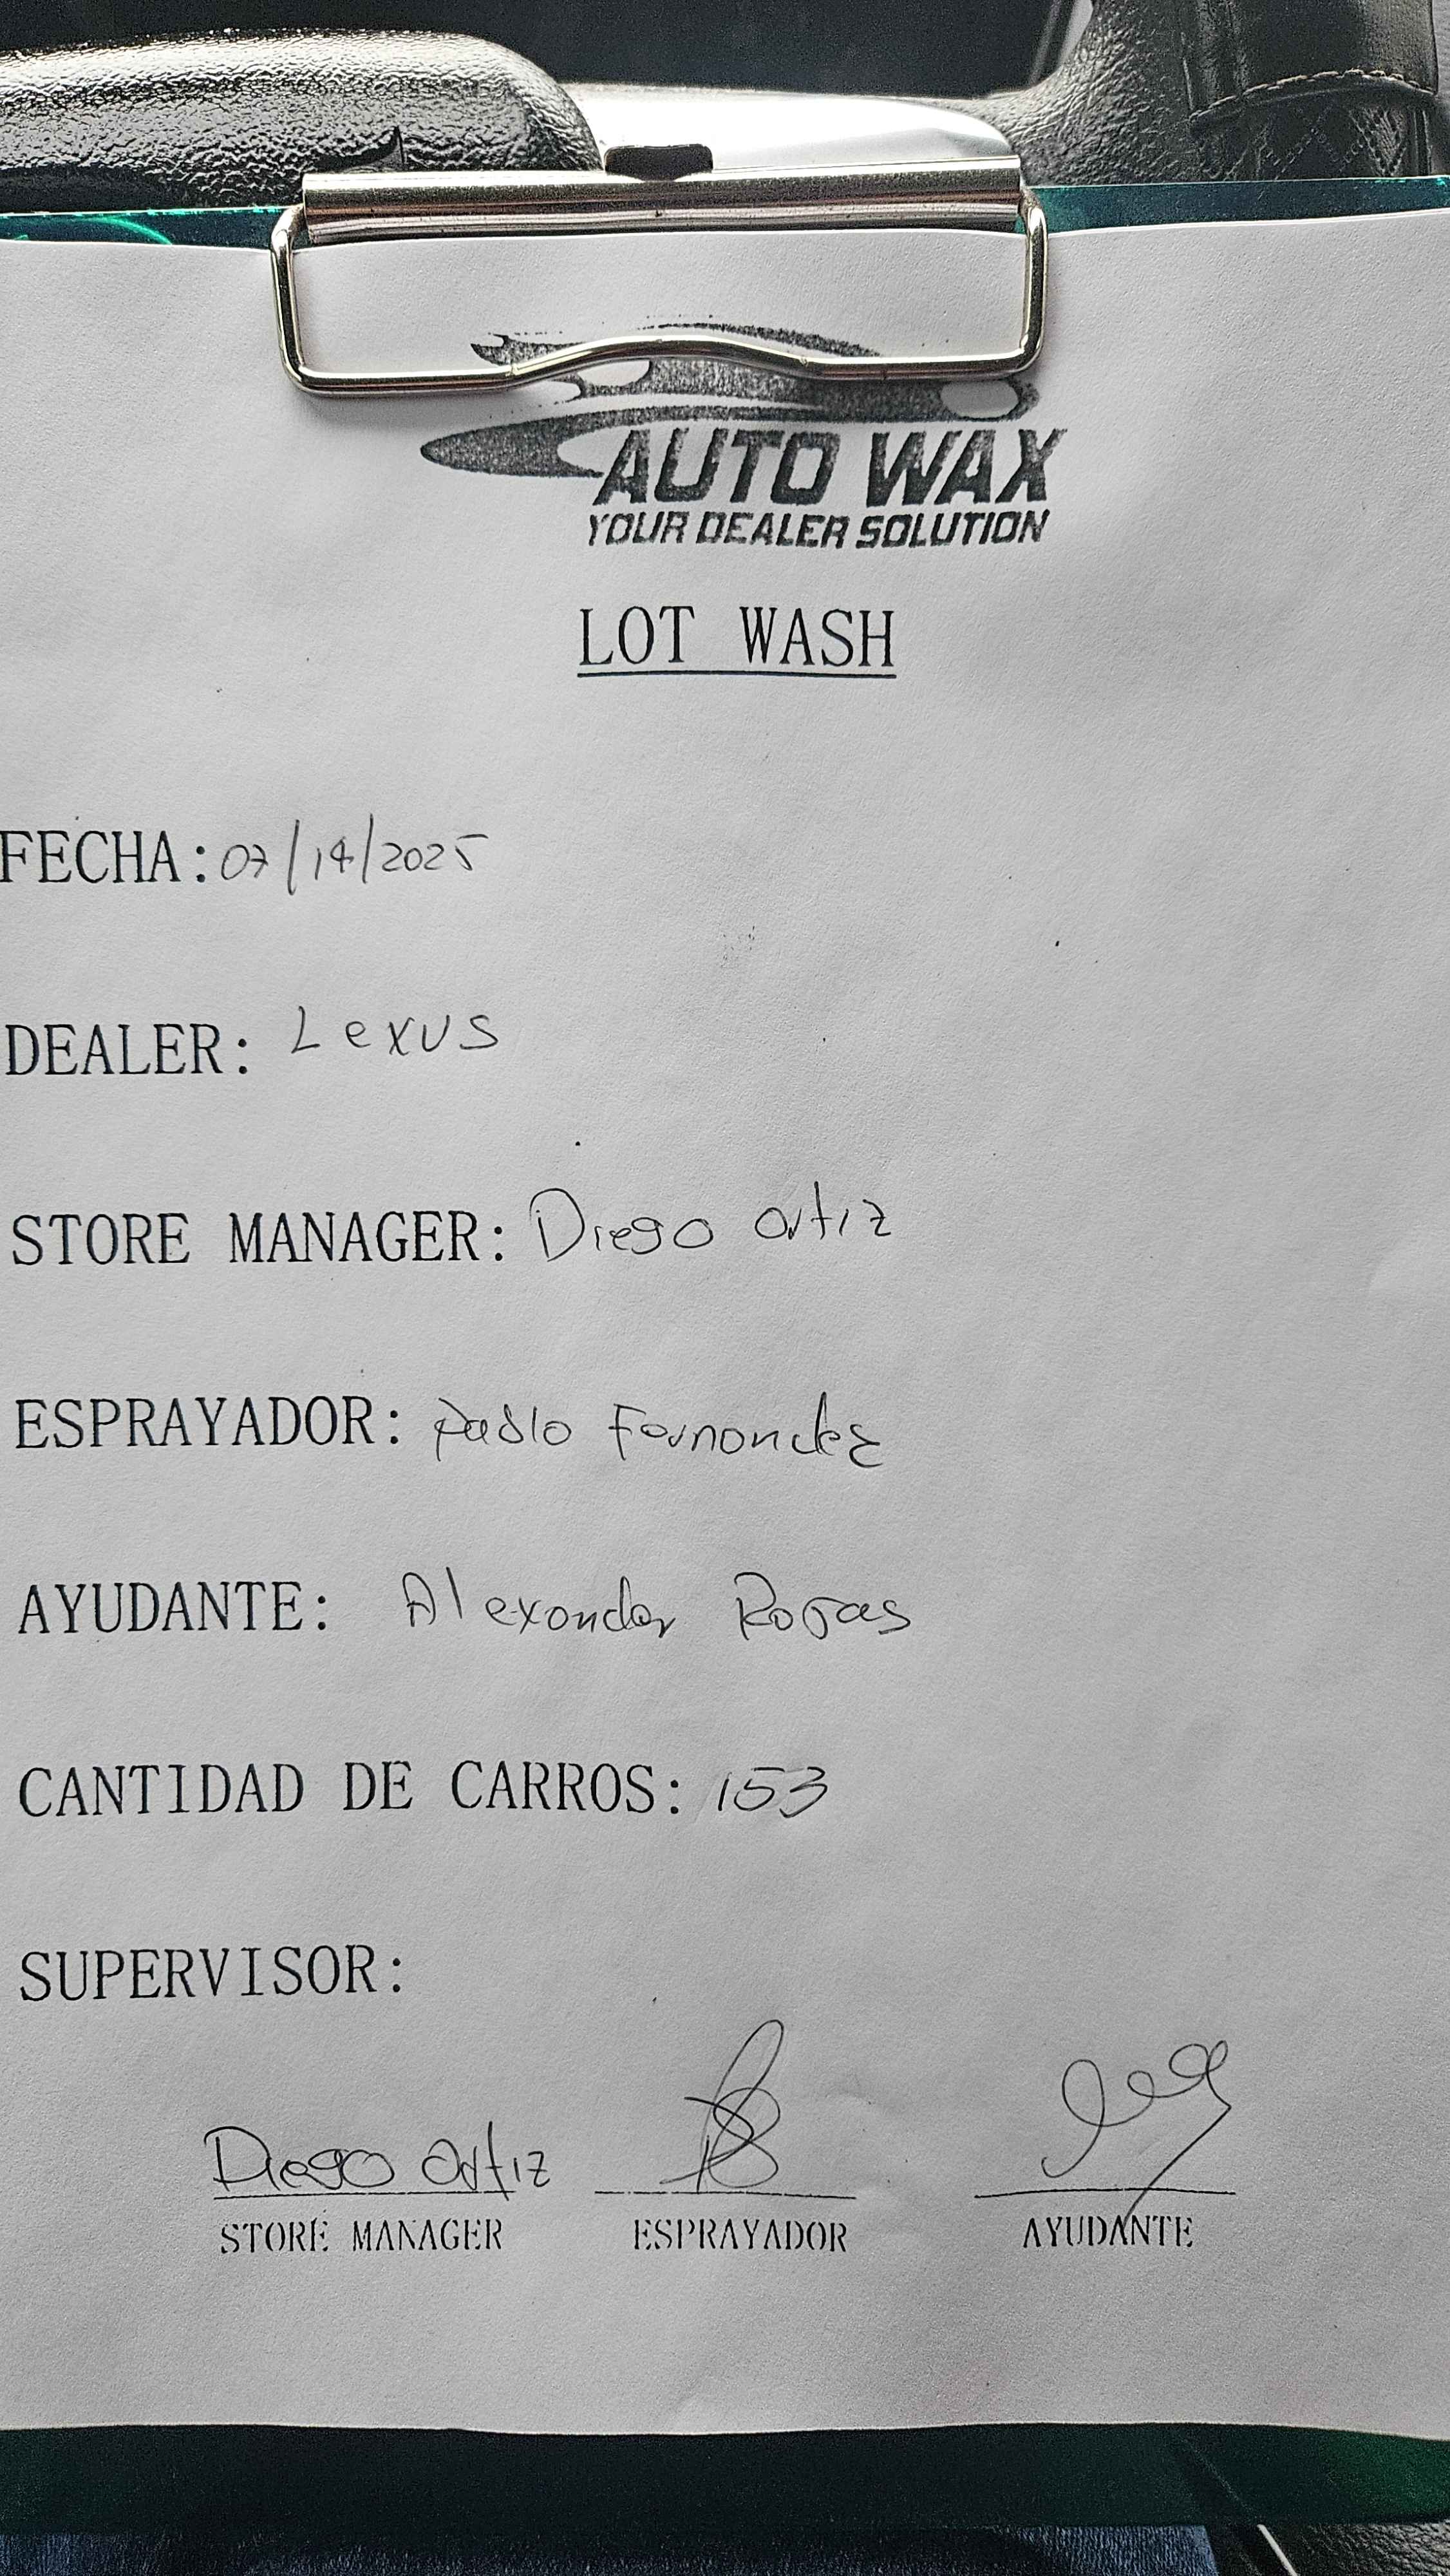 AUTO WAX
YOUR DEALER SOLUTION
LOT WASH
FECHA: 07/14/2025
DEALER: Lexus
STORE MANAGER: Diego Ortiz
ESPRAYADOR: Pablo Fernandez
AYUDANTE: Alexander Rojas
CANTIDAD DE CARROS: 153
SUPERVISOR:
Diego Ortiz
STORE MANAGER ESPRAYADOR AYUDANTE